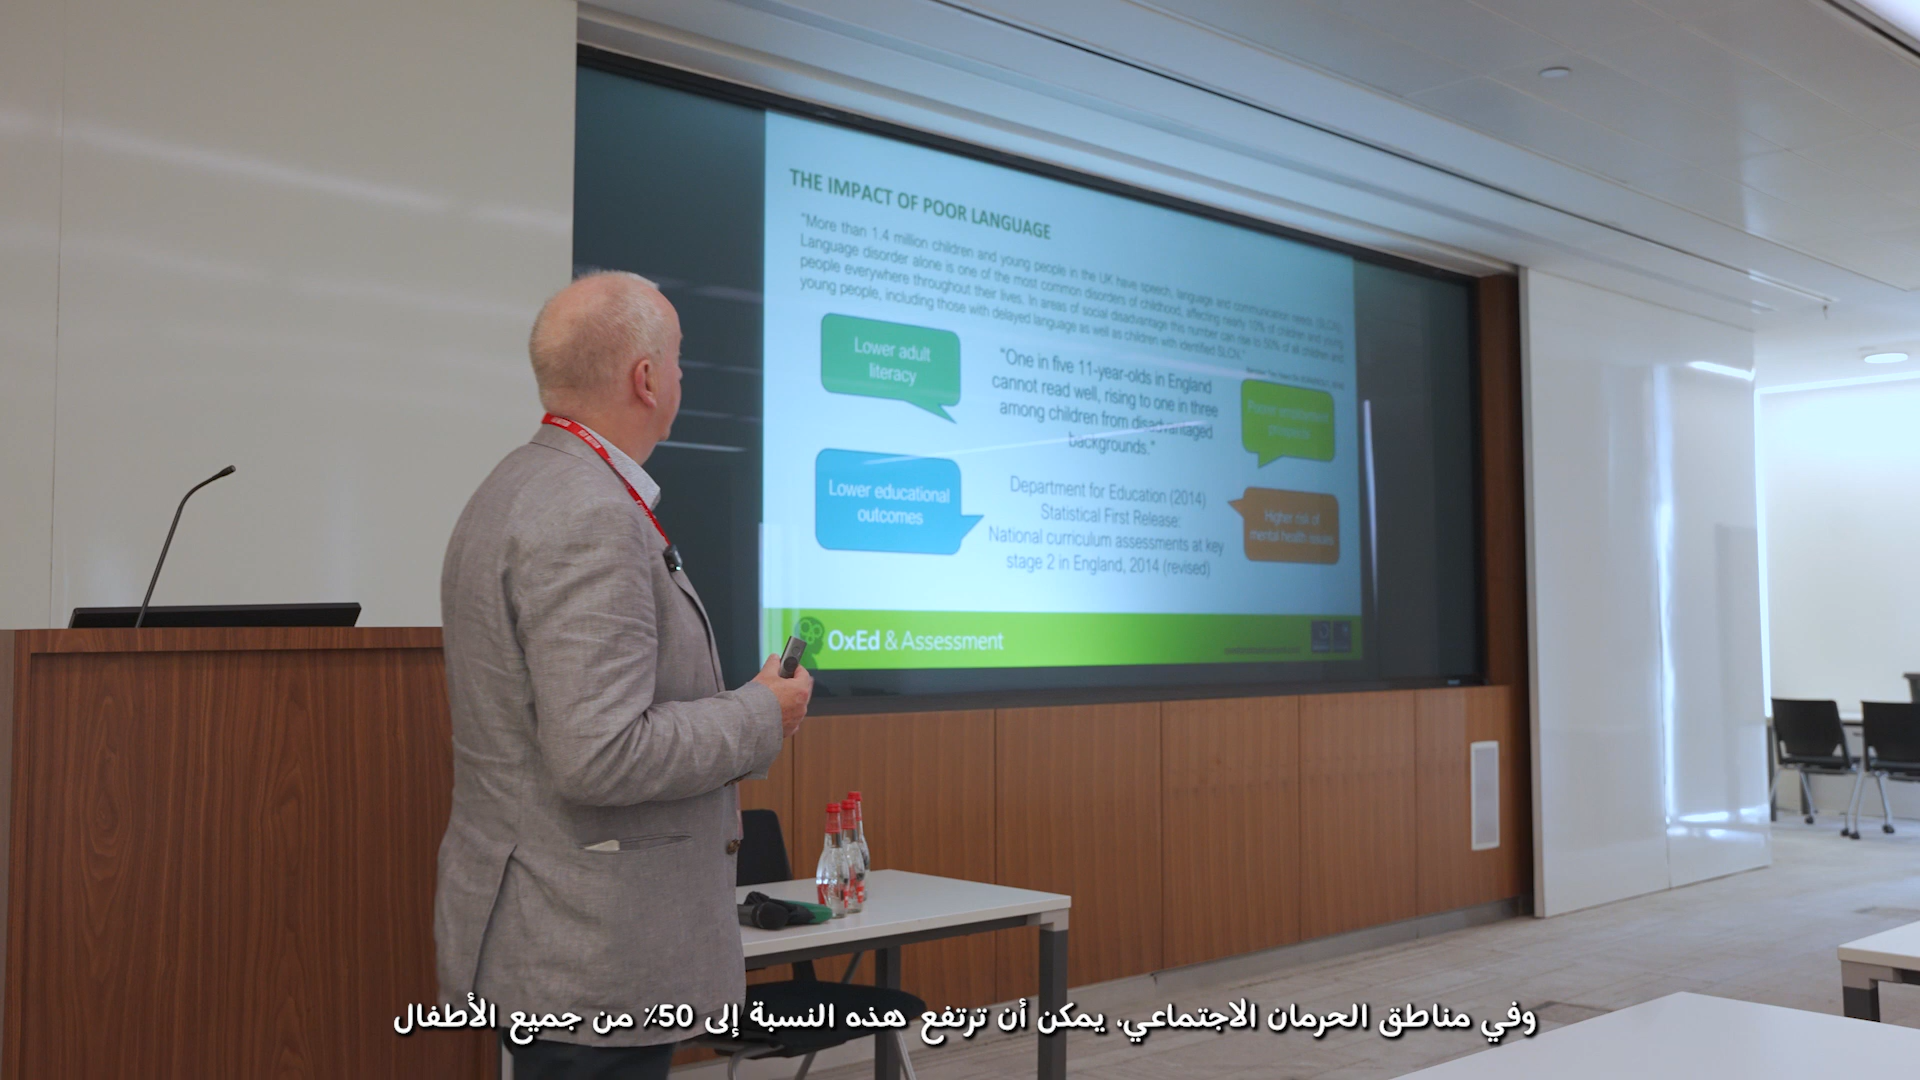 THE IMPACT OF POOR LANGUAGE
"More than 1.4 million children and young people in the UK have speech, language and communication needs (SLCN).
Language disorder alone is one of the most common disorders of childhood, affecting nearly 10% of children and young
people everywhere throughout their lives. In areas of social disadvantage this number can rise to 50% of all children and
young people, including those with delayed language as well as children with identified SLCN."
Lower adult
literacy
"One in five 11-year-olds in England
cannot read well, rising to one in three
among children from disadvantaged
backgrounds."
Lower educational
outcomes
Department for Education (2014)
Statistical First Release:
National curriculum assessments at key
stage 2 in England, 2014 (revised)
Higher risk of
mental health issues
OxEd & Assessment
وفي مناطق الحرمان الاجتماعي، يمكن أن ترتفع هذه النسبة إلى 50٪ من جميع الأطفال